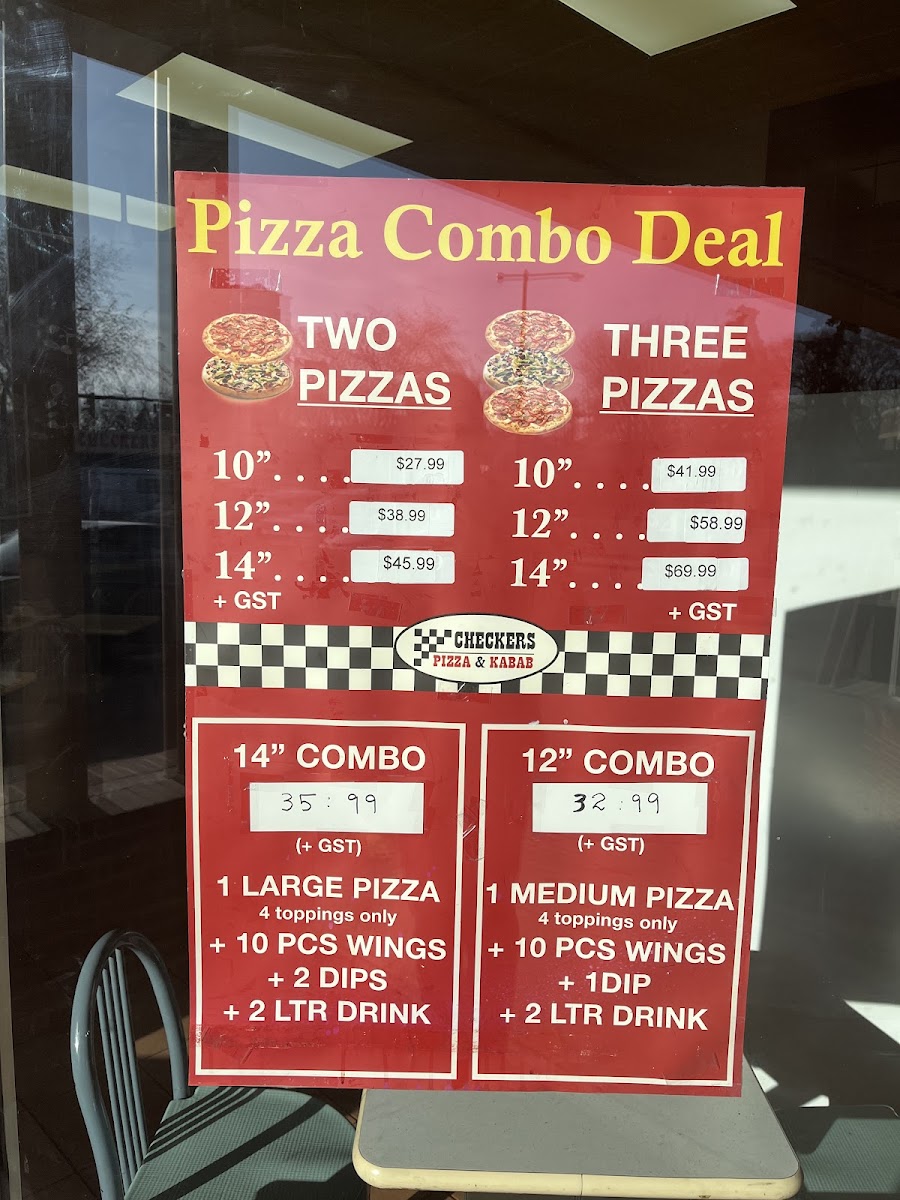 Pizza Combo Deal
TWO
PIZZAS
10”....$27.99
12”....$38.99
14”....$45.99
+ GST
THREE
PIZZAS
10”....$41.99
12”....$58.99
14”....$69.99
+ GST
CHECKERS
PIZZA & KABAB
14” COMBO
35:99
(+ GST)
1 LARGE PIZZA
4 toppings only
+ 10 PCS WINGS
+ 2 DIPS
+ 2 LTR DRINK
12” COMBO
32:99
(+ GST)
1 MEDIUM PIZZA
4 toppings only
+ 10 PCS WINGS
+ 1DIP
+ 2 LTR DRINK